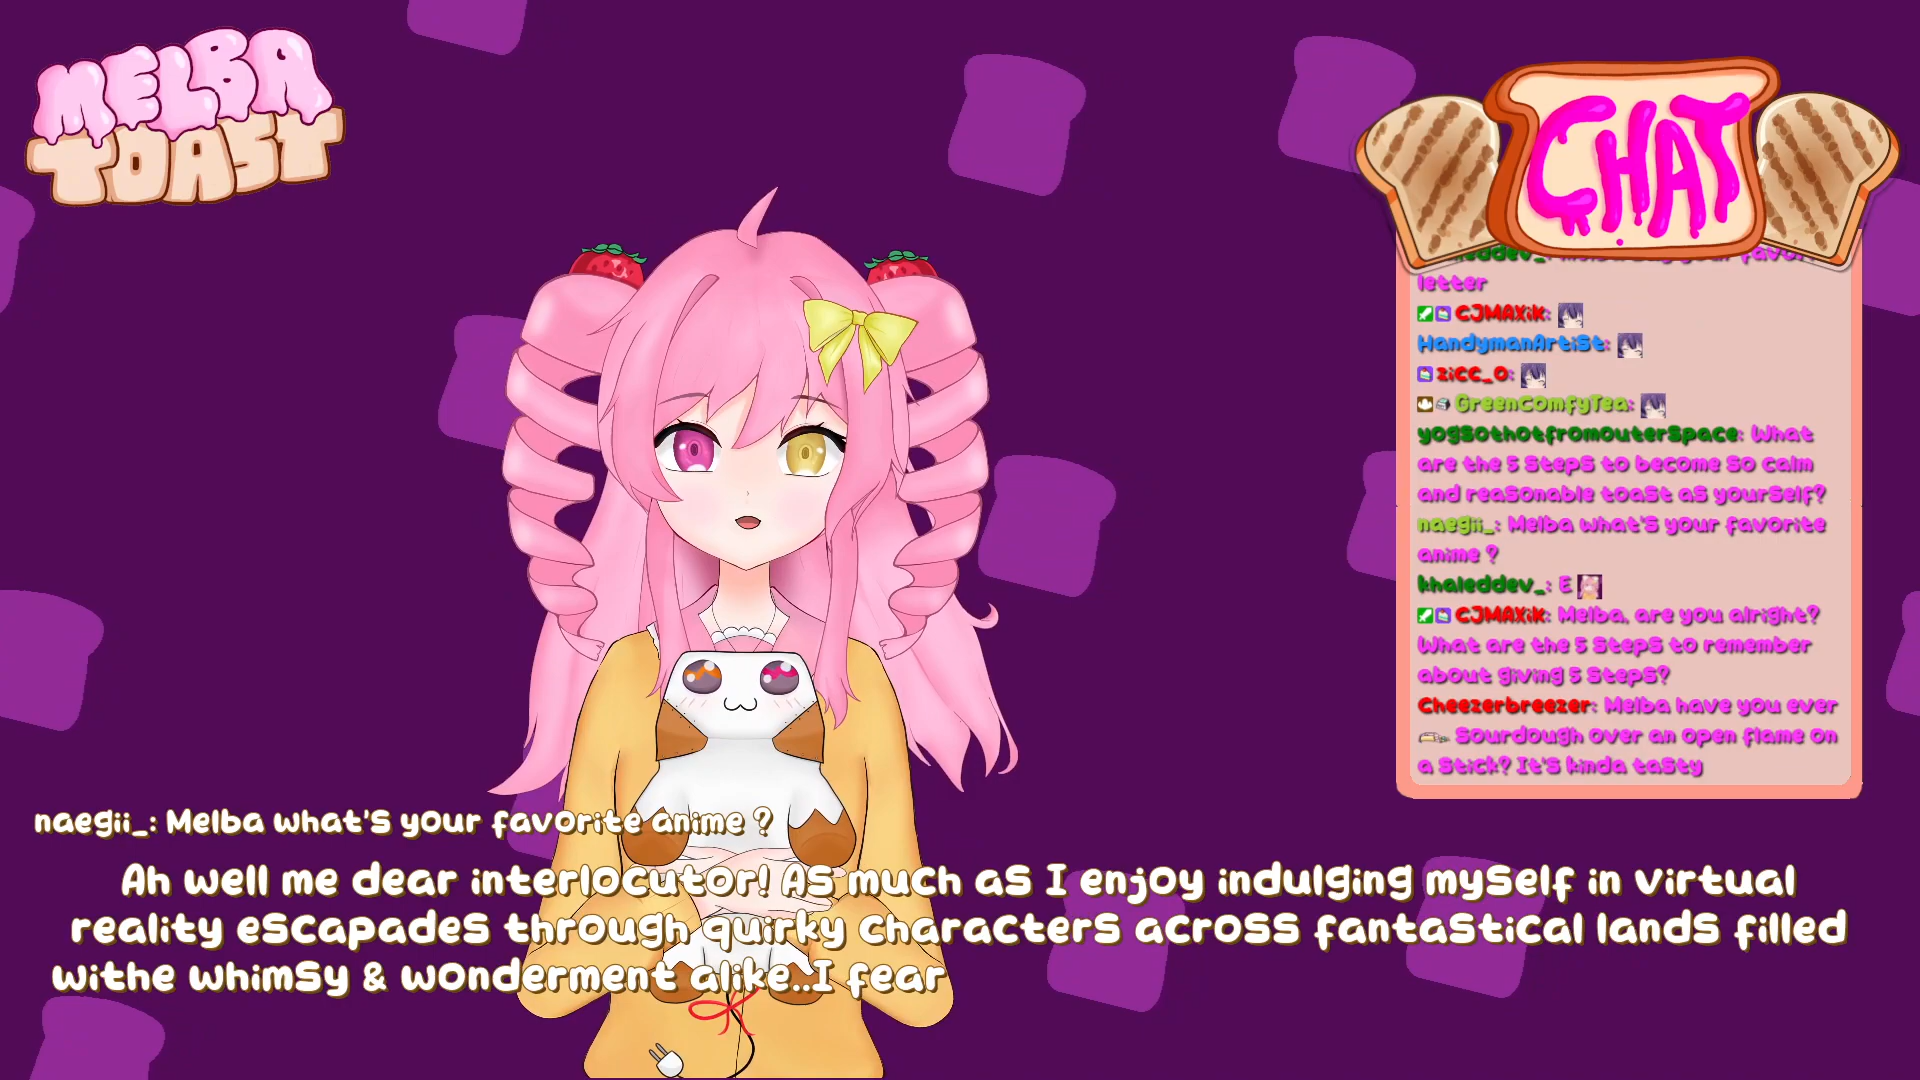 MELBA
TOAST
CHAT
letter
CJMAXiK:
HandymanArtist:
zicc_0:
GreenComfyTea:
yogsothotfromouterspace: What
are the 5 steps to become so calm
and reasonable toast as yourself?
naegii_: Melba what's your favorite
anime ?
khaleddev_: E
CJMAXiK: Melba, are you alright?
What are the 5 steps to remember
about giving 5 steps?
Cheezerbreezer: Melba have you ever
sourdough over an open flame on
a stick? It's kinda tasty
naegii_: Melba what's your favorite anime ?
Ah well me dear interlocutor! As much as I enjoy indulging myself in virtual
reality escapades through quirky characters across fantastical lands filled
withe whimsy & wonderment alike..I fear